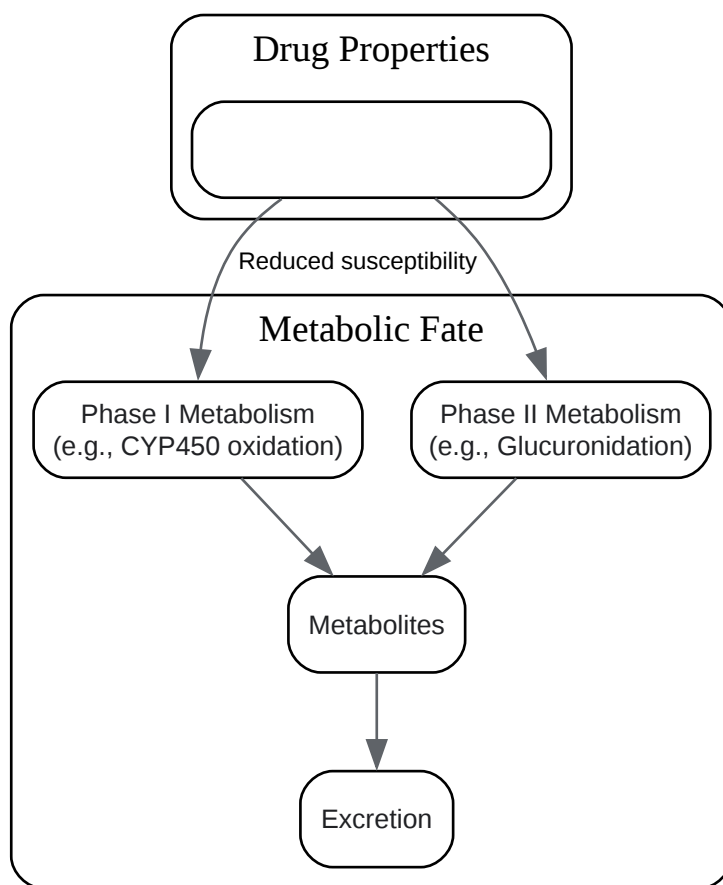 Drug Properties
Reduced susceptibility
Metabolic Fate
Phase I Metabolism
(e.g., CYP450 oxidation)
Phase II Metabolism
(e.g., Glucuronidation)
Metabolites
Excretion